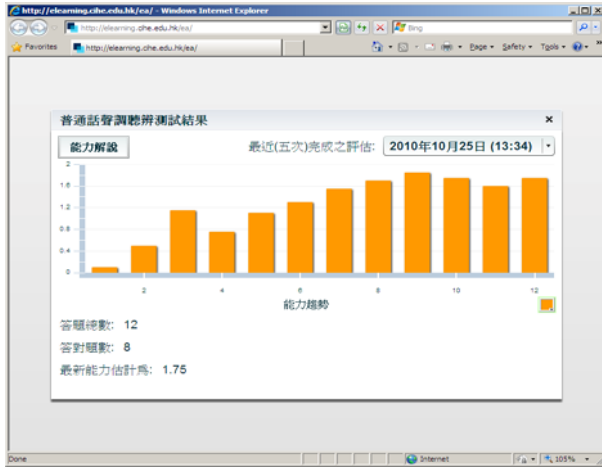 http://elearning.cihe.edu.hk/ea/ - Windows Internet Explorer
http://elearning.cihe.edu.hk/ea/ Bing
Favorites http://elearning.cihe.edu.hk/ea/ Page Safety Tools
普通話聲調聽辨測試結果
能力解說 最近(五次)完成之評估: 2010年10月25日 (13:34)
2
1.6
1.2
0.8
0.4
0
2 4 6 8 10 12
能力趨勢
答題總數: 12
答對題數: 8
最新能力估計為: 1.75
Done Internet 105%